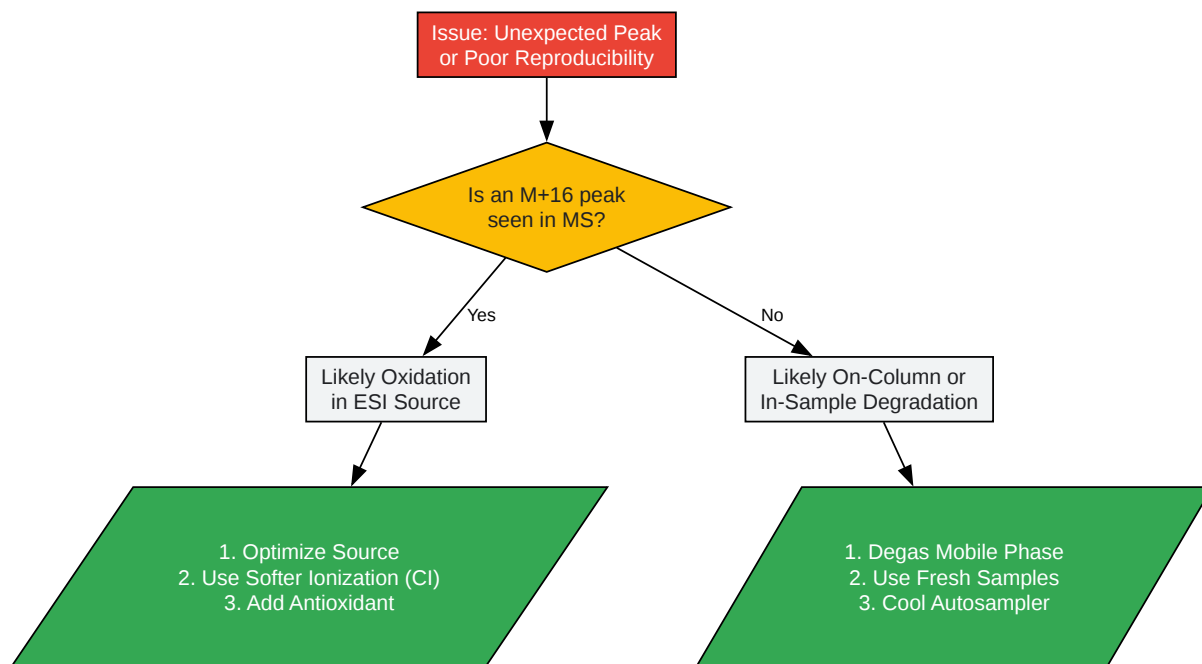 Issue: Unexpected Peak
or Poor Reproducibility
Is an M+16 peak
seen in MS?
Yes
No
Likely Oxidation
in ESI Source
Likely On-Column or
In-Sample Degradation
1. Optimize Source
2. Use Softer Ionization (CI)
3. Add Antioxidant
1. Degas Mobile Phase
2. Use Fresh Samples
3. Cool Autosampler